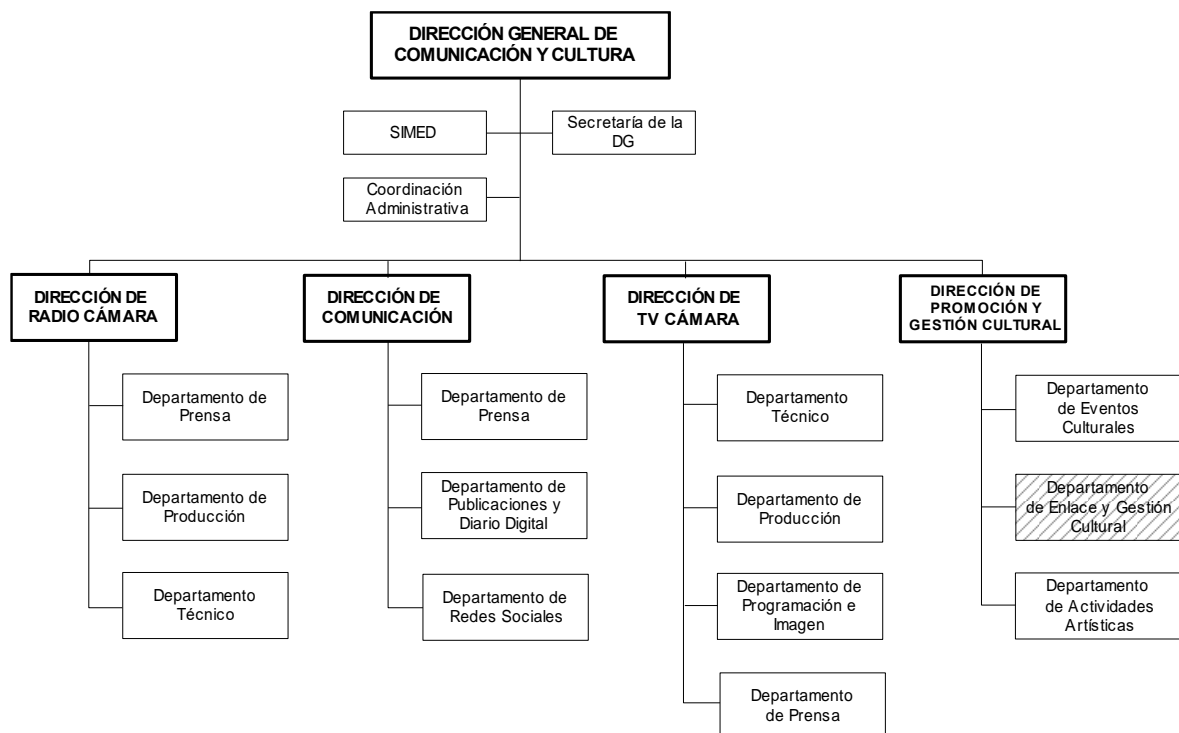 DIRECCIÓN GENERAL DE
COMUNICACIÓN Y CULTURA
SIMED
Secretaría de la
DG
Coordinación
Administrativa
DIRECCIÓN DE
RADIO CÁMARA
Departamento de
Prensa
Departamento de
Producción
Departamento
Técnico
DIRECCIÓN DE
COMUNICACIÓN
Departamento de
Prensa
Departamento de
Publicaciones y
Diario Digital
Departamento de
Redes Sociales
DIRECCIÓN DE
TV CÁMARA
Departamento
Técnico
Departamento de
Producción
Departamento de
Programación e
Imagen
Departamento
de Prensa
DIRECCIÓN DE
PROMOCIÓN Y
GESTIÓN CULTURAL
Departamento
de Eventos
Culturales
Departamento
de Enlace y Gestión
Cultural
Departamento
de Actividades
Artísticas